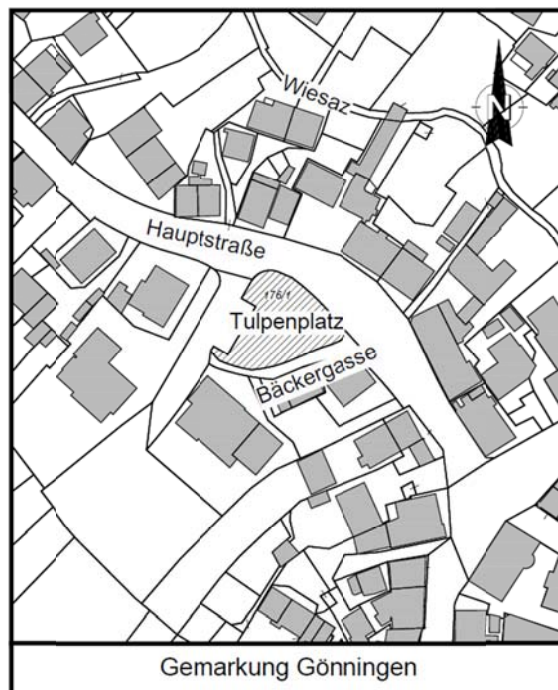 Wiesaz
N
Hauptstraße
176/1
Tulpenplatz
Bäckergasse
Gemarkung Gönningen